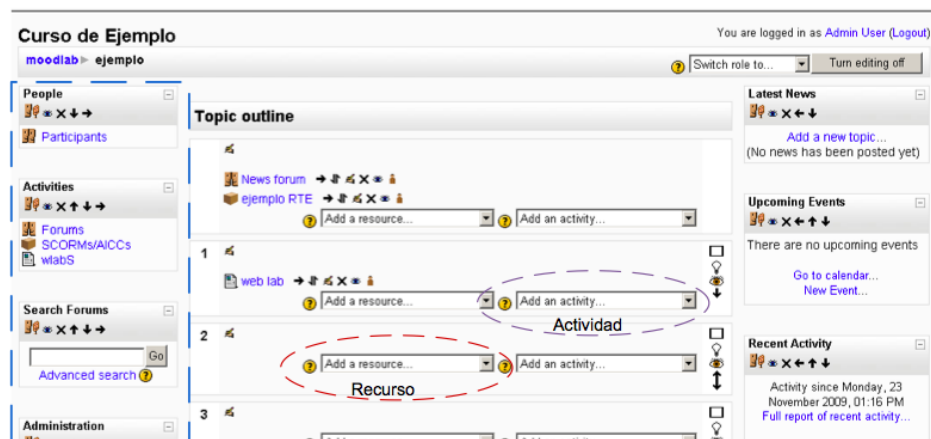 Curso de Ejemplo
You are logged in as Admin User (Logout)
moodlab ► ejemplo
Switch role to...
Turn editing off
People
Participants
Activities
Forums
SCORMs/AICCs
wlabS
Search Forums
Go
Advanced search
Administration
Topic outline
News forum
ejemplo RTE
Add a resource...
Add an activity...
1
web lab
Add a resource...
Add an activity...
Actividad
2
Add a resource...
Add an activity...
Recurso
3
Latest News
Add a new topic...
(No news has been posted yet)
Upcoming Events
There are no upcoming events
Go to calendar...
New Event...
Recent Activity
Activity since Monday, 23
November 2009, 01:16 PM
Full report of recent activity...